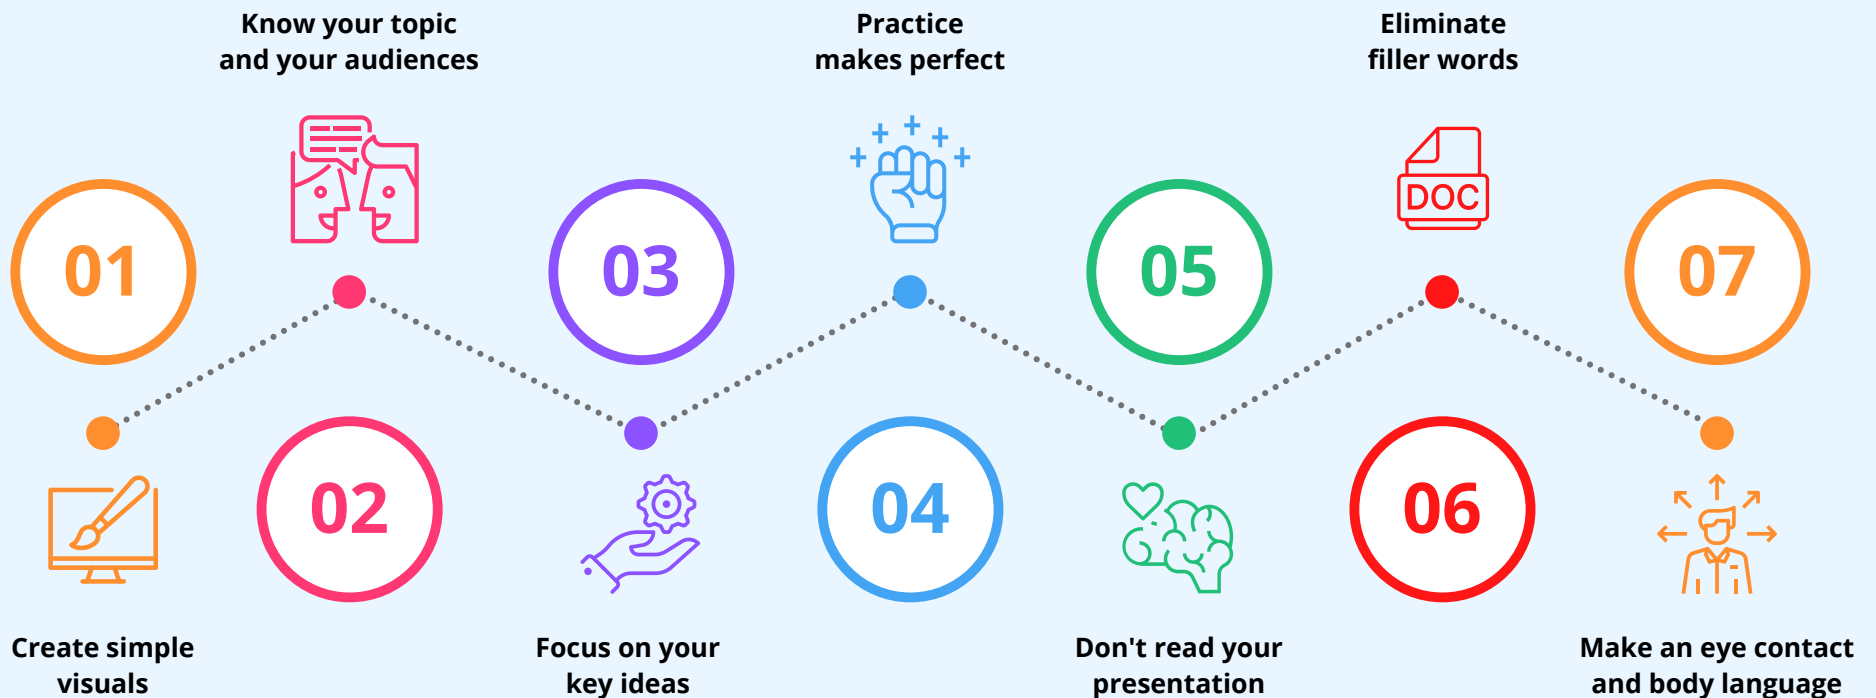 Know your topic
and your audiences
Practice
makes perfect
Eliminate
filler words
DOC
01
03
05
07
02
04
06
Create simple
visuals
Focus on your
key ideas
Don't read your
presentation
Make an eye contact
and body language